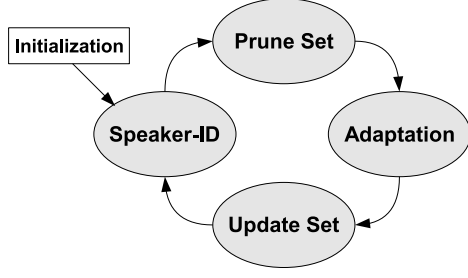 Prune Set
Initialization
Speaker-ID
Adaptation
Update Set